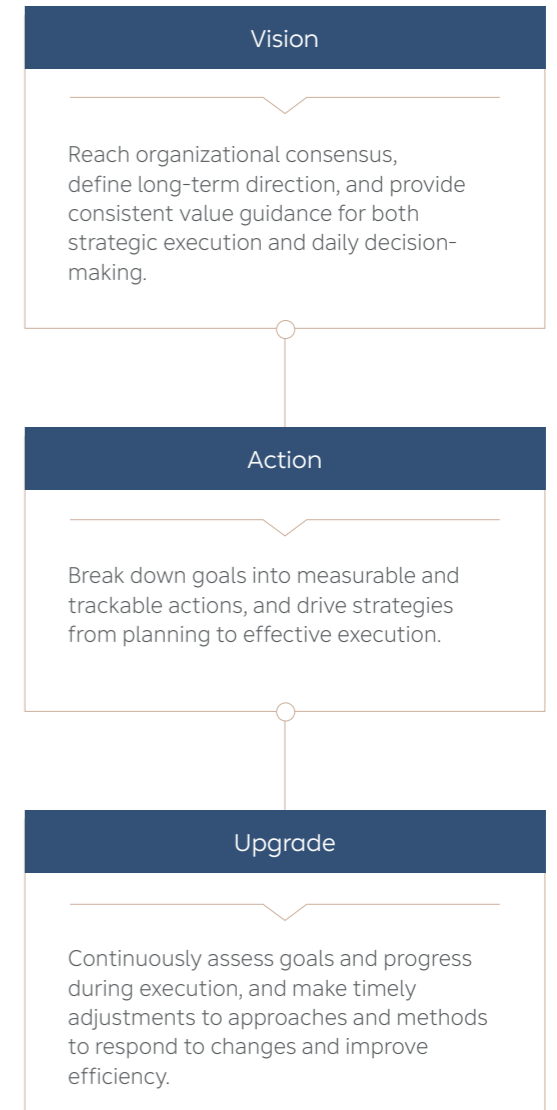 Vision
Reach organizational consensus,
define long-term direction, and provide
consistent value guidance for both
strategic execution and daily decision-
making.
Action
Break down goals into measurable and
trackable actions, and drive strategies
from planning to effective execution.
Upgrade
Continuously assess goals and progress
during execution, and make timely
adjustments to approaches and methods
to respond to changes and improve
efficiency.